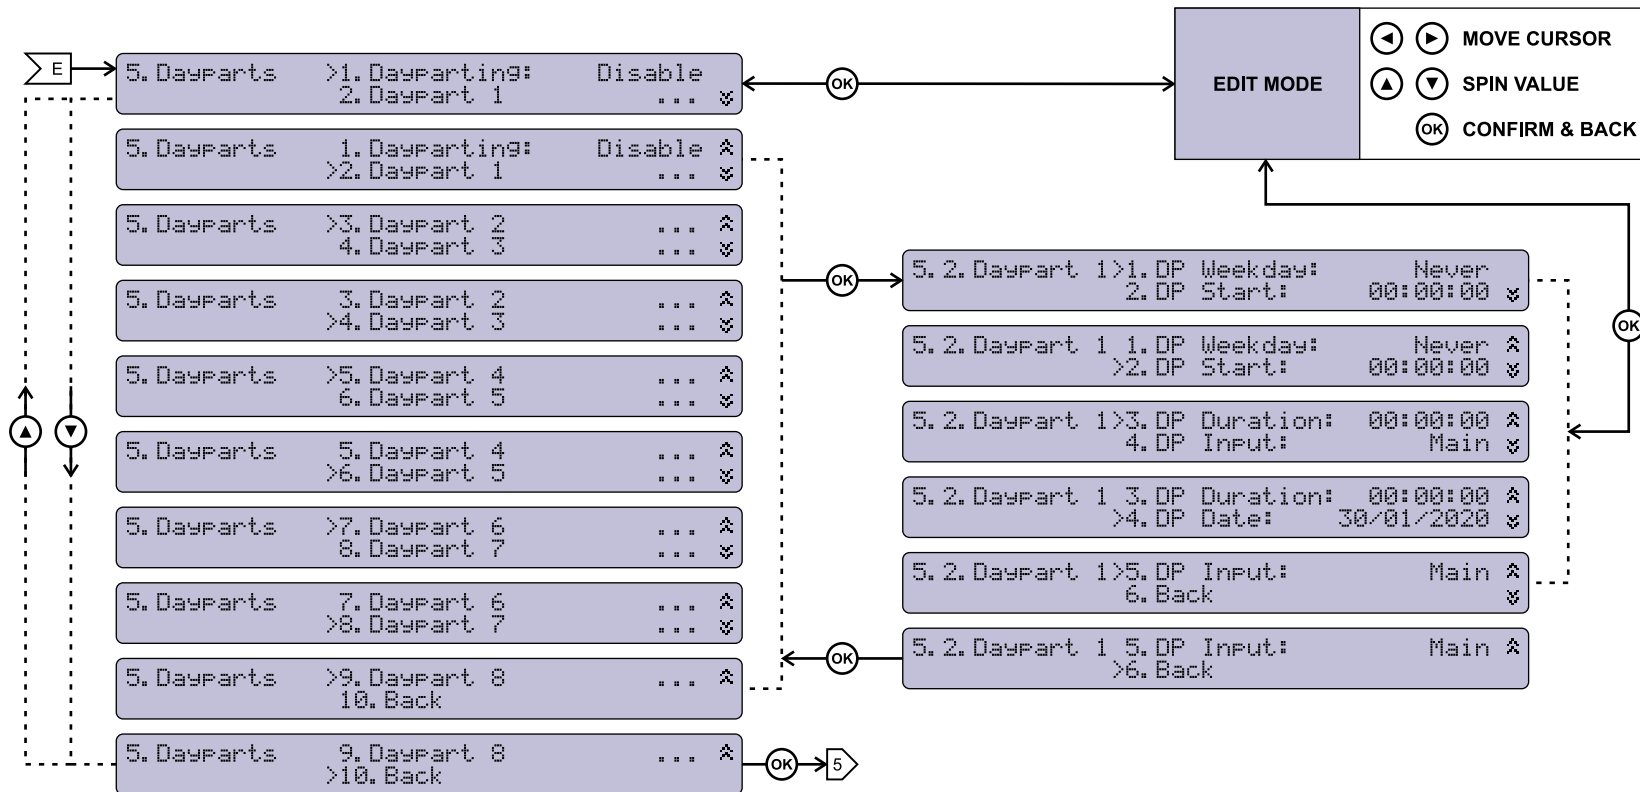 E
5.Dayparts >1.Dayparting: Disable
2.Daypart 1 ...
5.Dayparts 1.Dayparting: Disable
>2.Daypart 1 ...
5.Dayparts >3.Daypart 2 ...
4.Daypart 3 ...
5.Dayparts 3.Daypart 2 ...
>4.Daypart 3 ...
5.Dayparts >5.Daypart 4 ...
6.Daypart 5 ...
5.Dayparts 5.Daypart 4 ...
>6.Daypart 5 ...
5.Dayparts >7.Daypart 6 ...
8.Daypart 7 ...
5.Dayparts 7.Daypart 6 ...
>8.Daypart 7 ...
5.Dayparts >9.Daypart 8 ...
10.Back
5.Dayparts 9.Daypart 8 ...
>10.Back
OK
5
OK
EDIT MODE
MOVE CURSOR
SPIN VALUE
OK CONFIRM & BACK
OK
5.2.Daypart 1>1.DP Weekday: Never
2.DP Start: 00:00:00
5.2.Daypart 1 1.DP Weekday: Never
>2.DP Start: 00:00:00
5.2.Daypart 1>3.DP Duration: 00:00:00
4.DP Input: Main
5.2.Daypart 1 3.DP Duration: 00:00:00
>4.DP Date: 30/01/2020
5.2.Daypart 1>5.DP Input: Main
6.Back
5.2.Daypart 1 5.DP Input: Main
>6.Back
OK
OK